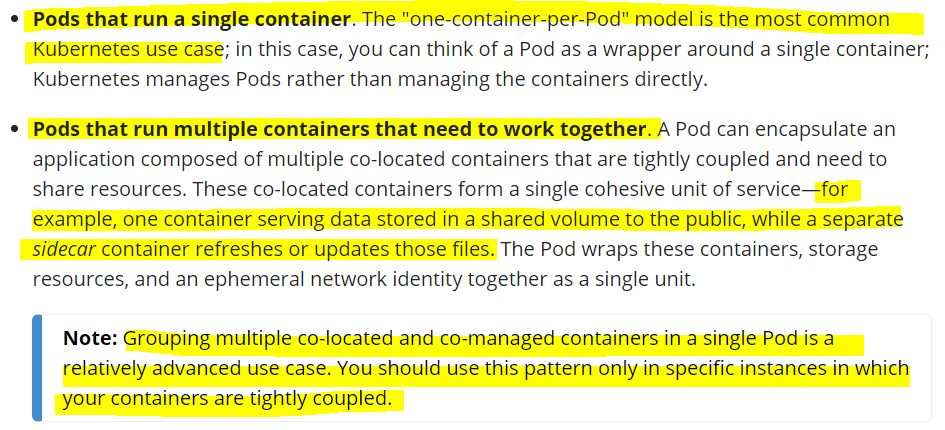 Pods that run a single container. The "one-container-per-Pod" model is the most common
Kubernetes use case; in this case, you can think of a Pod as a wrapper around a single container;
Kubernetes manages Pods rather than managing the containers directly.
Pods that run multiple containers that need to work together. A Pod can encapsulate an
application composed of multiple co-located containers that are tightly coupled and need to
share resources. These co-located containers form a single cohesive unit of service—for
example, one container serving data stored in a shared volume to the public, while a separate
sidecar container refreshes or updates those files. The Pod wraps these containers, storage
resources, and an ephemeral network identity together as a single unit.
Note: Grouping multiple co-located and co-managed containers in a single Pod is a
relatively advanced use case. You should use this pattern only in specific instances in which
your containers are tightly coupled.